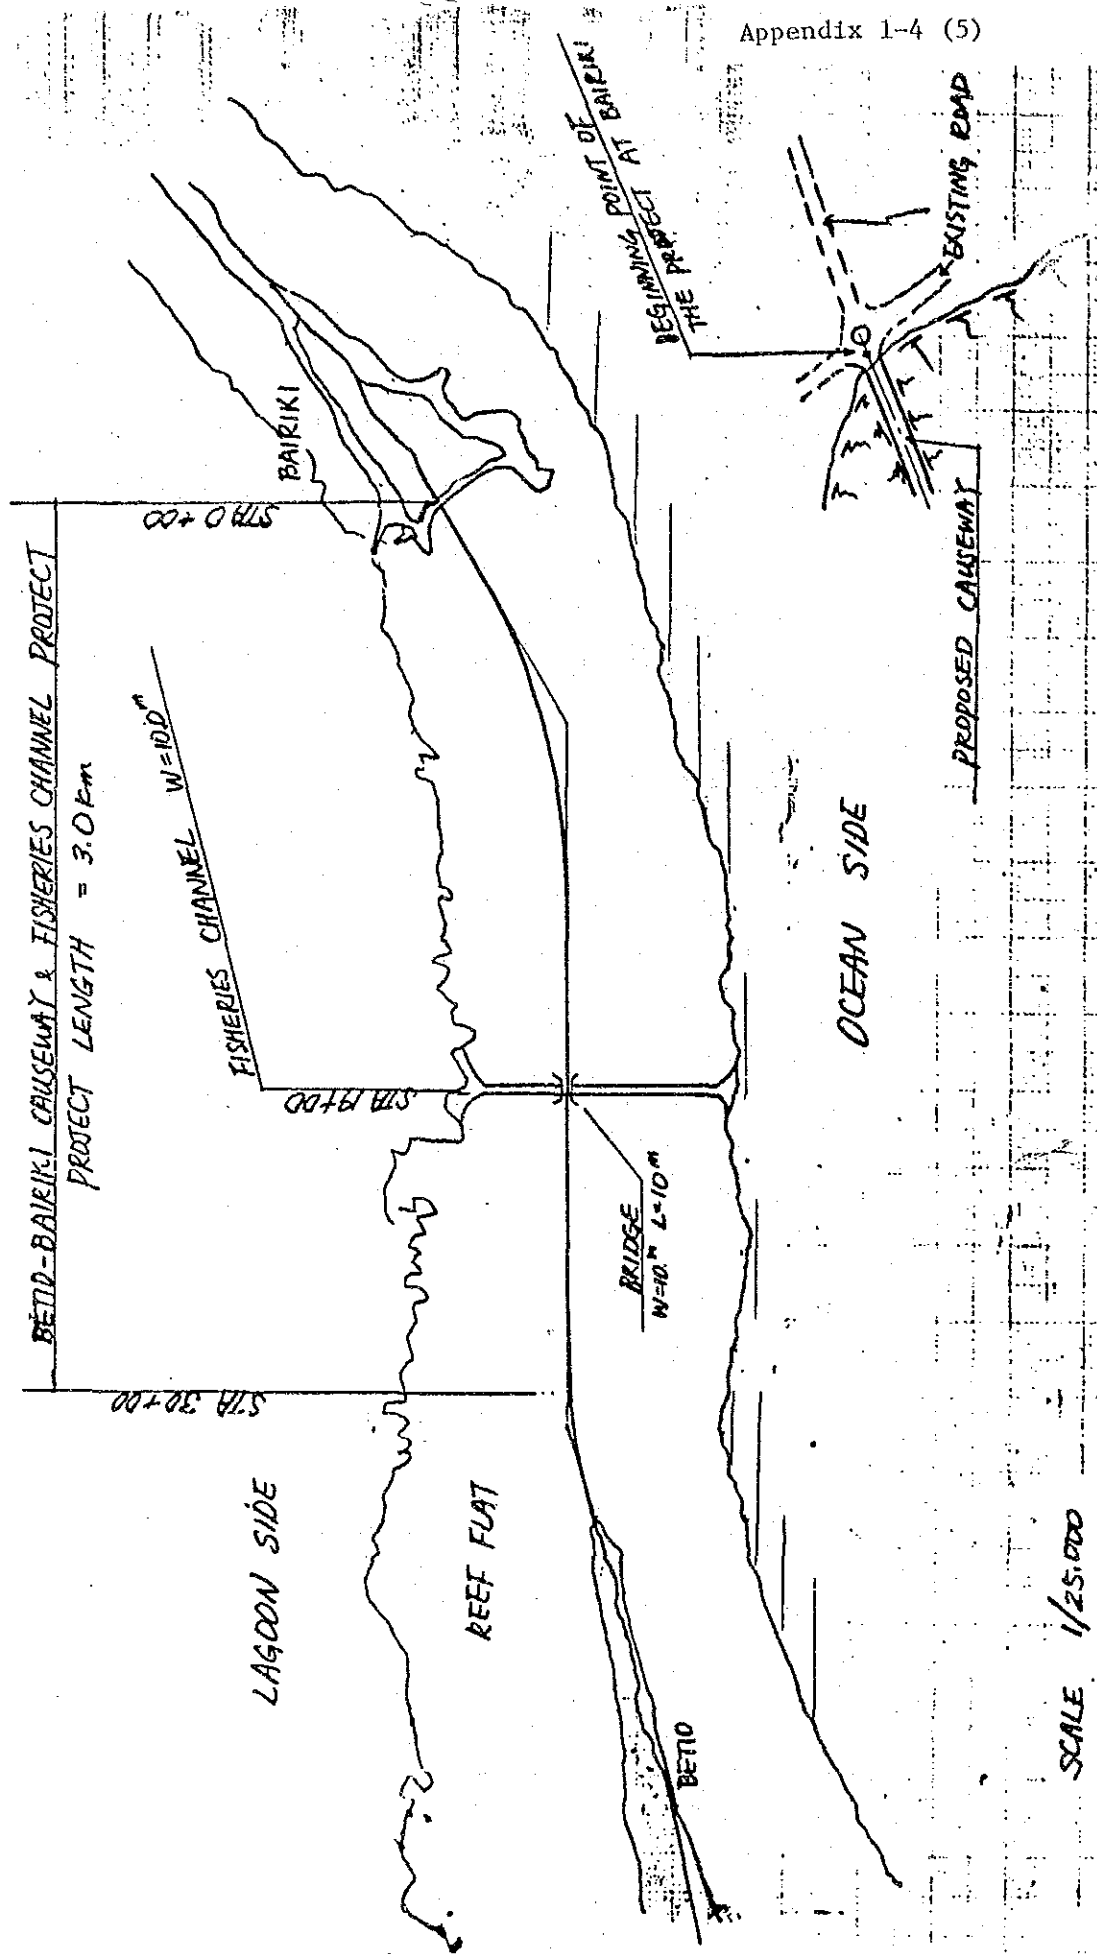 Appendix 1-4 (5)
BETIO-BAIRIKI CAUSEWAY & FISHERIES CHANNEL PROJECT
PROJECT LENGTH = 3.0 km
STA 30+00
STA 19+00
STA 0+00
FISHERIES CHANNEL W=10.0m
BAIRIKI
BEGINNING POINT OF
THE PROJECT AT BAIRIKI
LAGOON SIDE
REEF FLAT
BRIDGE
W=10.m L=10m
BETIO
OCEAN SIDE
EXISTING ROAD
PROPOSED CAUSEWAY
SCALE 1/25.000